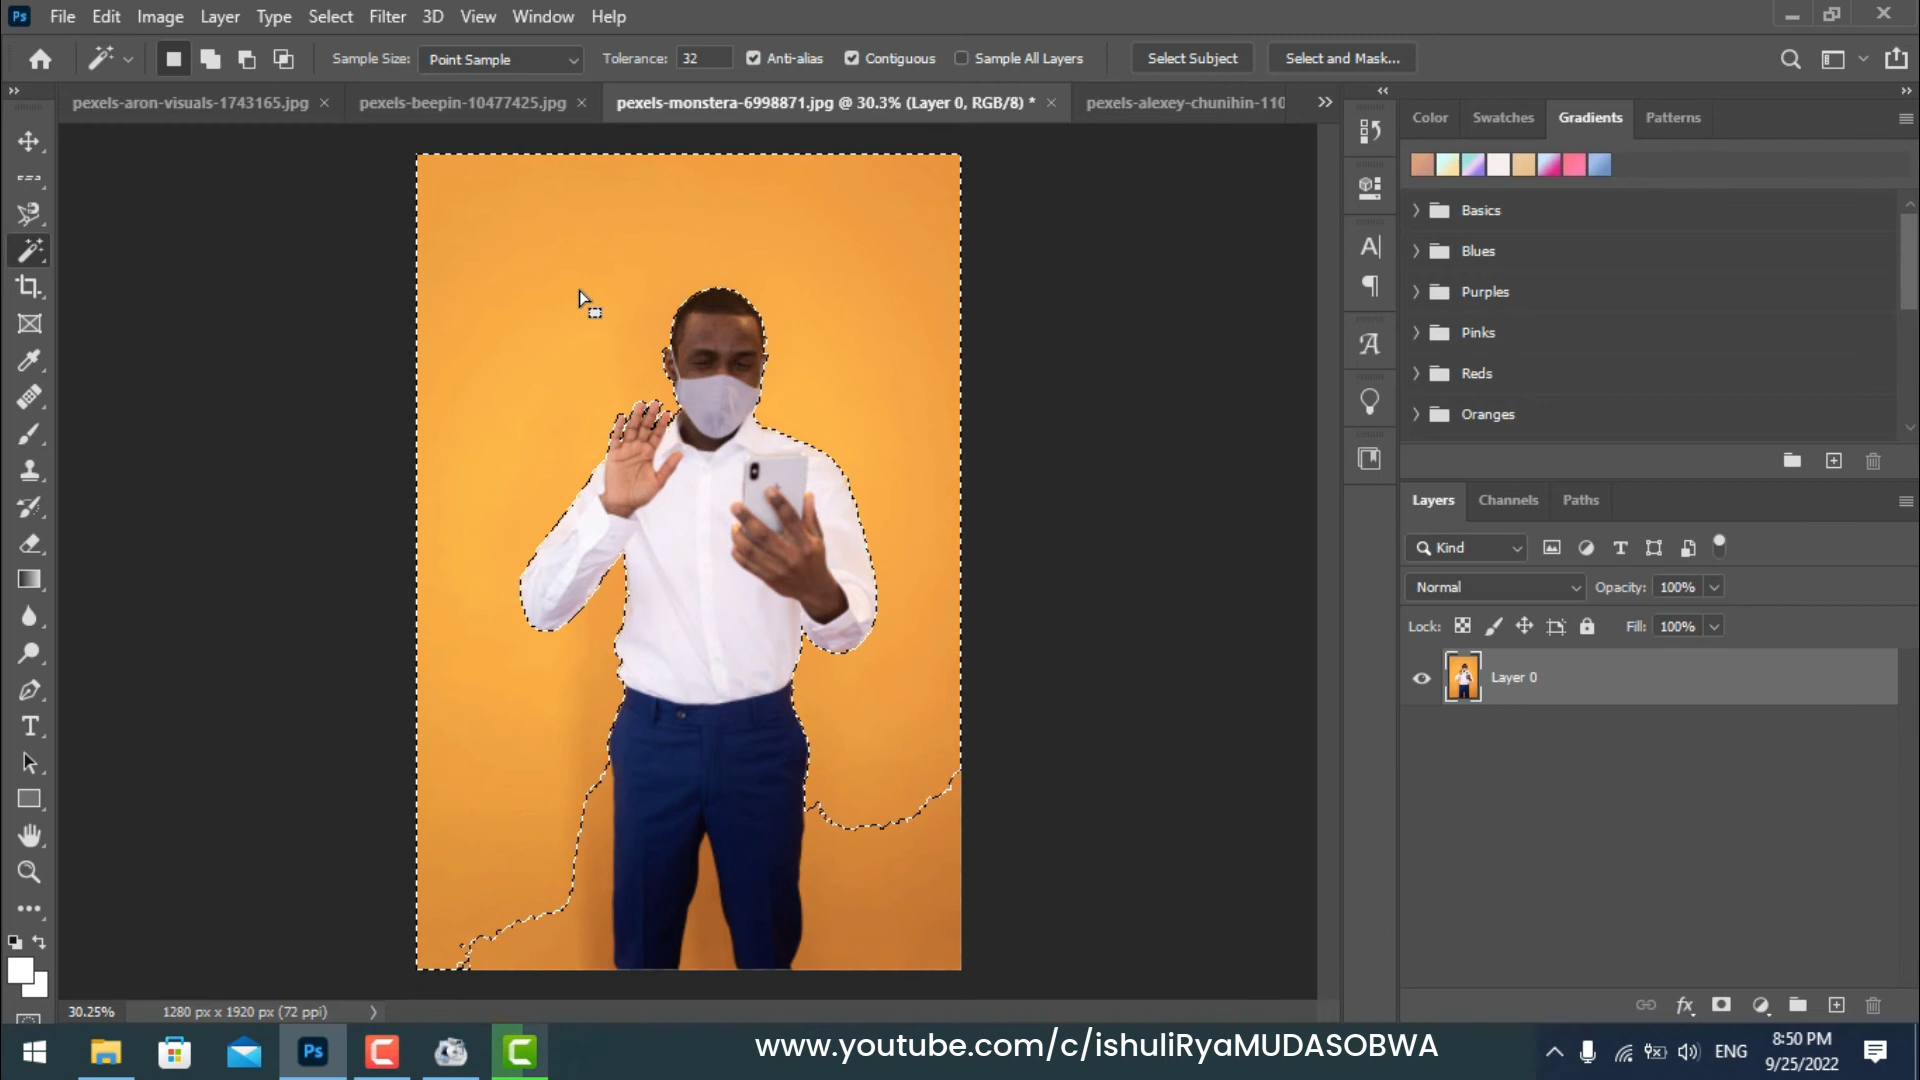 Ps File Edit Image Layer Type Select Filter 3D View Window Help
Sample Size: Point Sample Tolerance: 32 Anti-alias Contiguous Sample All Layers Select Subject Select and Mask...
pexels-aron-visuals-1743165.jpg pexels-beepin-10477425.jpg pexels-monstera-6998871.jpg @ 30.3% (Layer 0, RGB/8) * pexels-alexey-chunihin-110
Color Swatches Gradients Patterns
Basics
Blues
Purples
Pinks
Reds
Oranges
Layers Channels Paths
Kind
Normal Opacity: 100%
Lock: Fill: 100%
Layer 0
30.25% 1280 px x 1920 px (72 ppi)
www.youtube.com/c/ishuliRyaMUDASOBWA
Ps
ENG
8:50 PM
9/25/2022